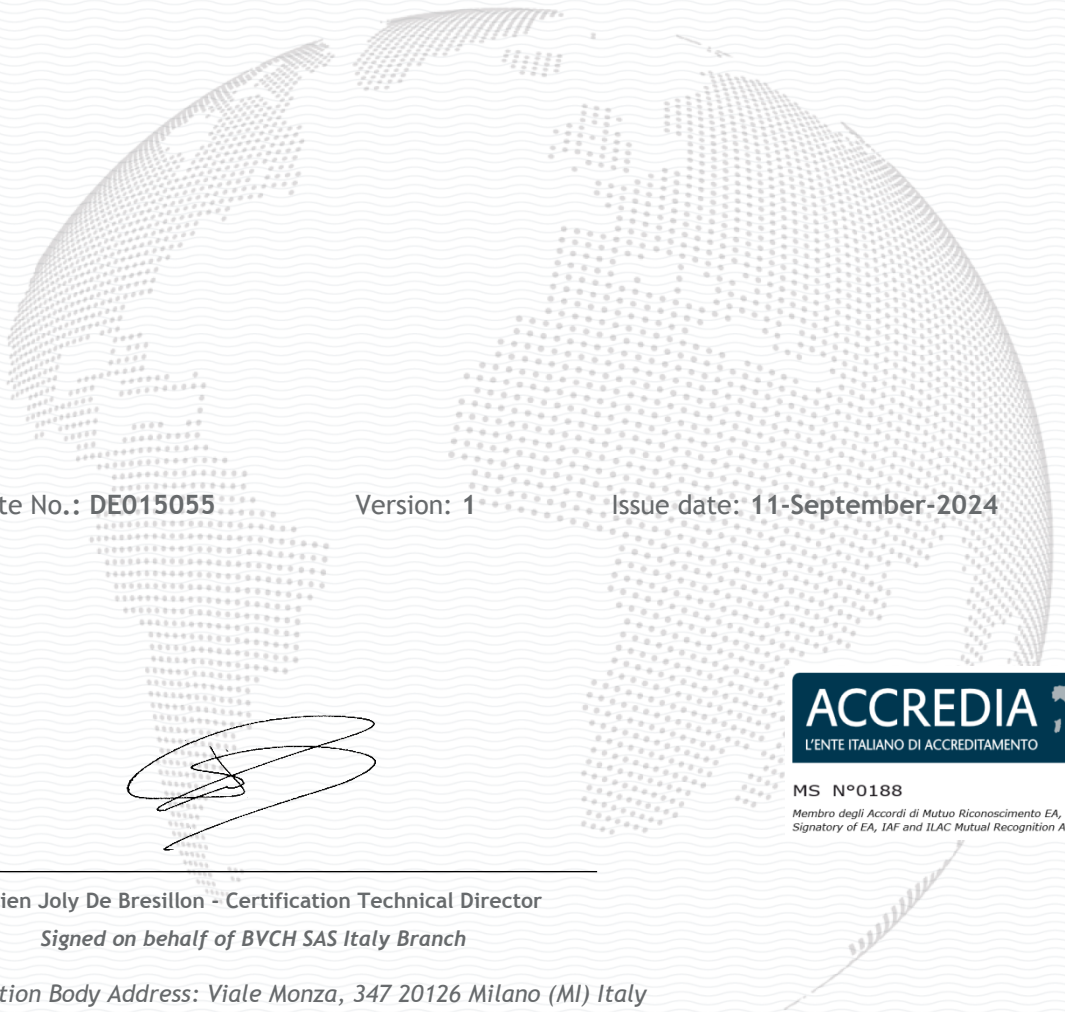 te No.: DE015055 Version: 1 Issue date: 11-September-2024
ACCREDIA
L'ENTE ITALIANO DI ACCREDITAMENTO
MS N°0188
Membro degli Accordi di Mutuo Riconoscimento EA,
Signatory of EA, IAF and ILAC Mutual Recognition A
ien Joly De Bresillon - Certification Technical Director
Signed on behalf of BVCH SAS Italy Branch
tion Body Address: Viale Monza, 347 20126 Milano (MI) Italy